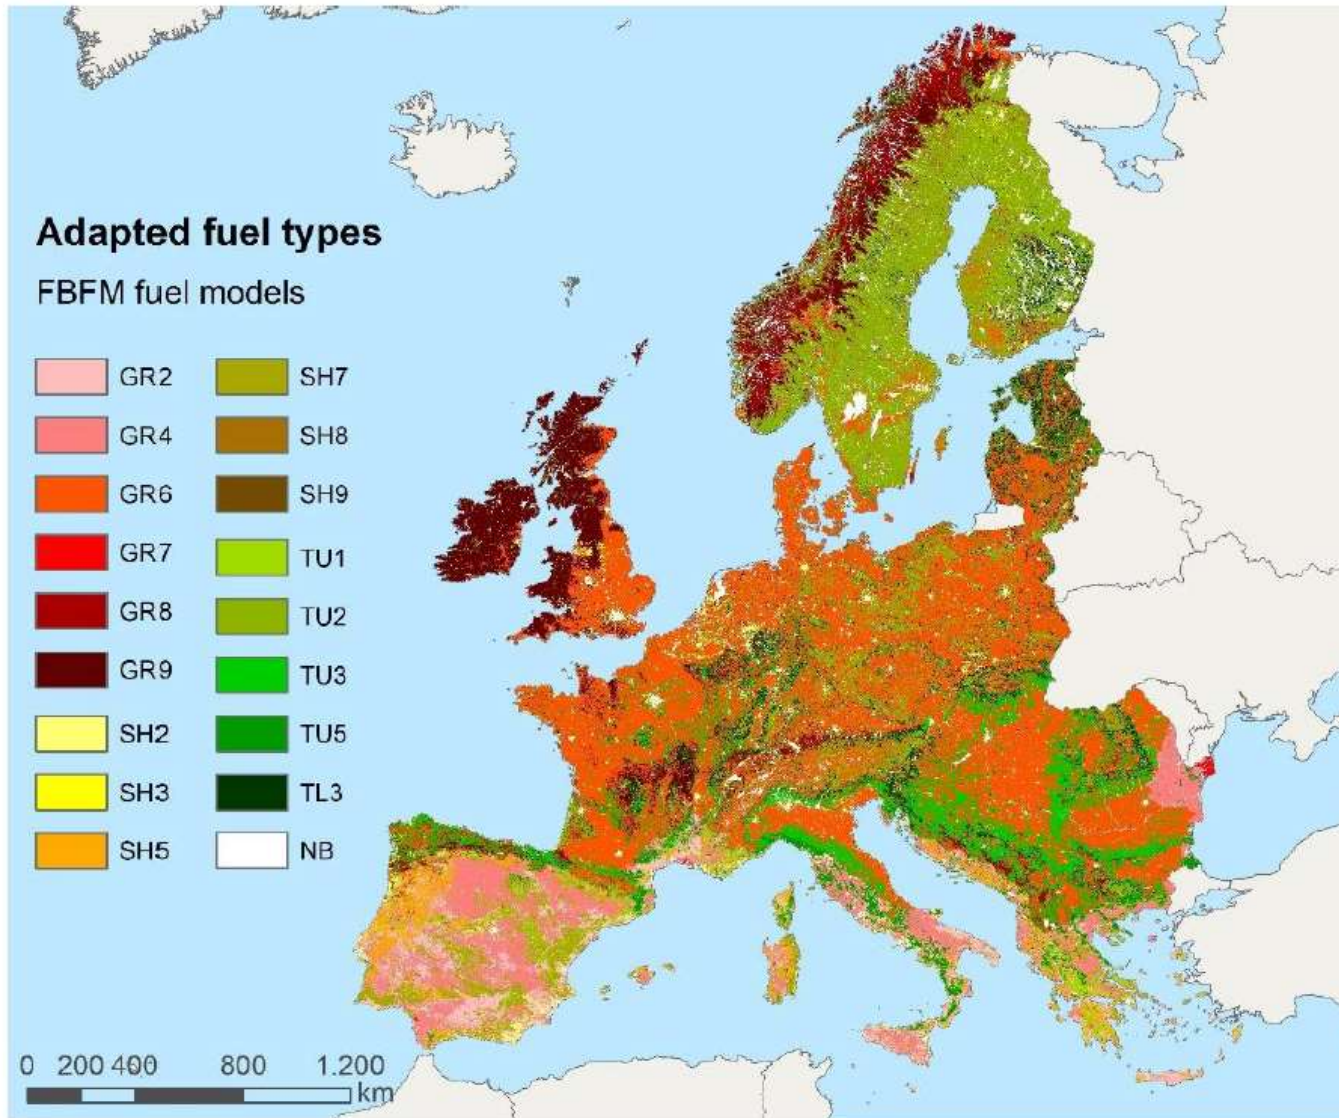 Adapted fuel types
FBFM fuel models
GR2
GR4
GR6
GR7
GR8
GR9
SH2
SH3
SH5
SH7
SH8
SH9
TU1
TU2
TU3
TU5
TL3
NB
0 200 400 800 1.200
km